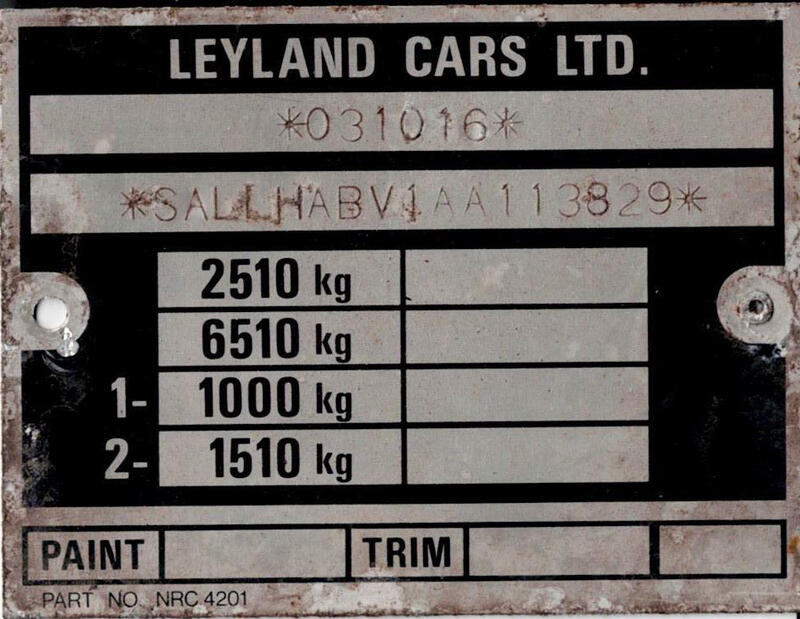 LEYLAND CARS LTD.
*031016*
*SALLHABV1AA113829*
2510 kg
6510 kg
1- 1000 kg
2- 1510 kg
PAINT TRIM
PART NO NRC 4201